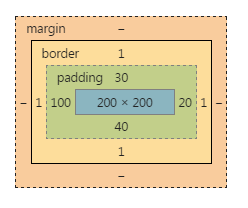 margin –
border 1
padding 30
– 1 100 200 × 200 20 1 –
40
1
–